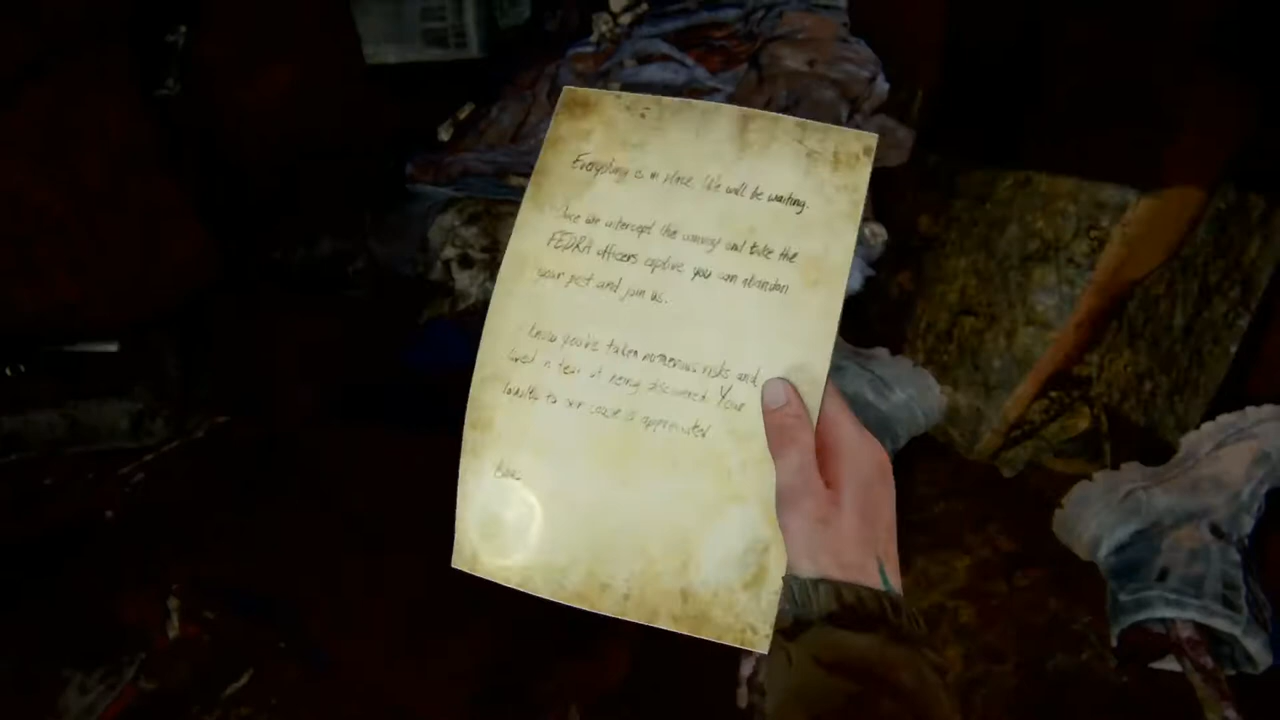 Everything is in place. We will be waiting.
Once we intercept the convoy and take the
FEDRA officers captive you can abandon
your post and join us.
Know you've taken numerous risks and
lived in fear of being discovered. Your
to our cause is appreciated